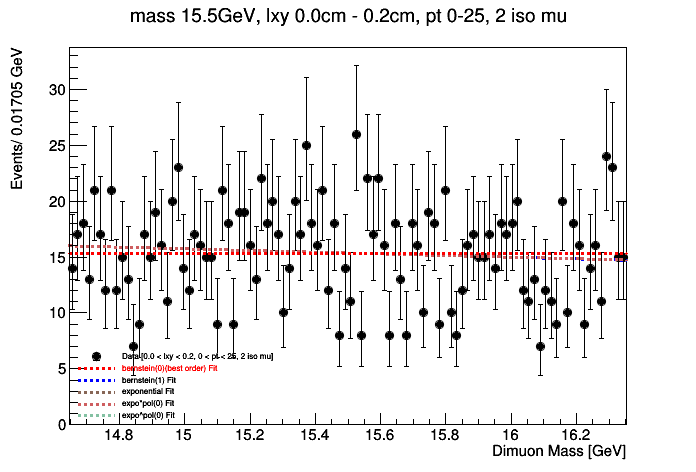 mass 15.5GeV, lxy 0.0cm - 0.2cm, pt 0-25, 2 iso mu
Events/ 0.01705 GeV
30
25
20
15
10
5
0
Data [0.0 < lxy < 0.2, 0 < pt < 25, 2 iso mu]
bernstein(0)(best order) Fit
bernstein(1) Fit
exponential Fit
expo*pol(0) Fit
expo^pol(0) Fit
14.8 15 15.2 15.4 15.6 15.8 16 16.2
Dimuon Mass [GeV]